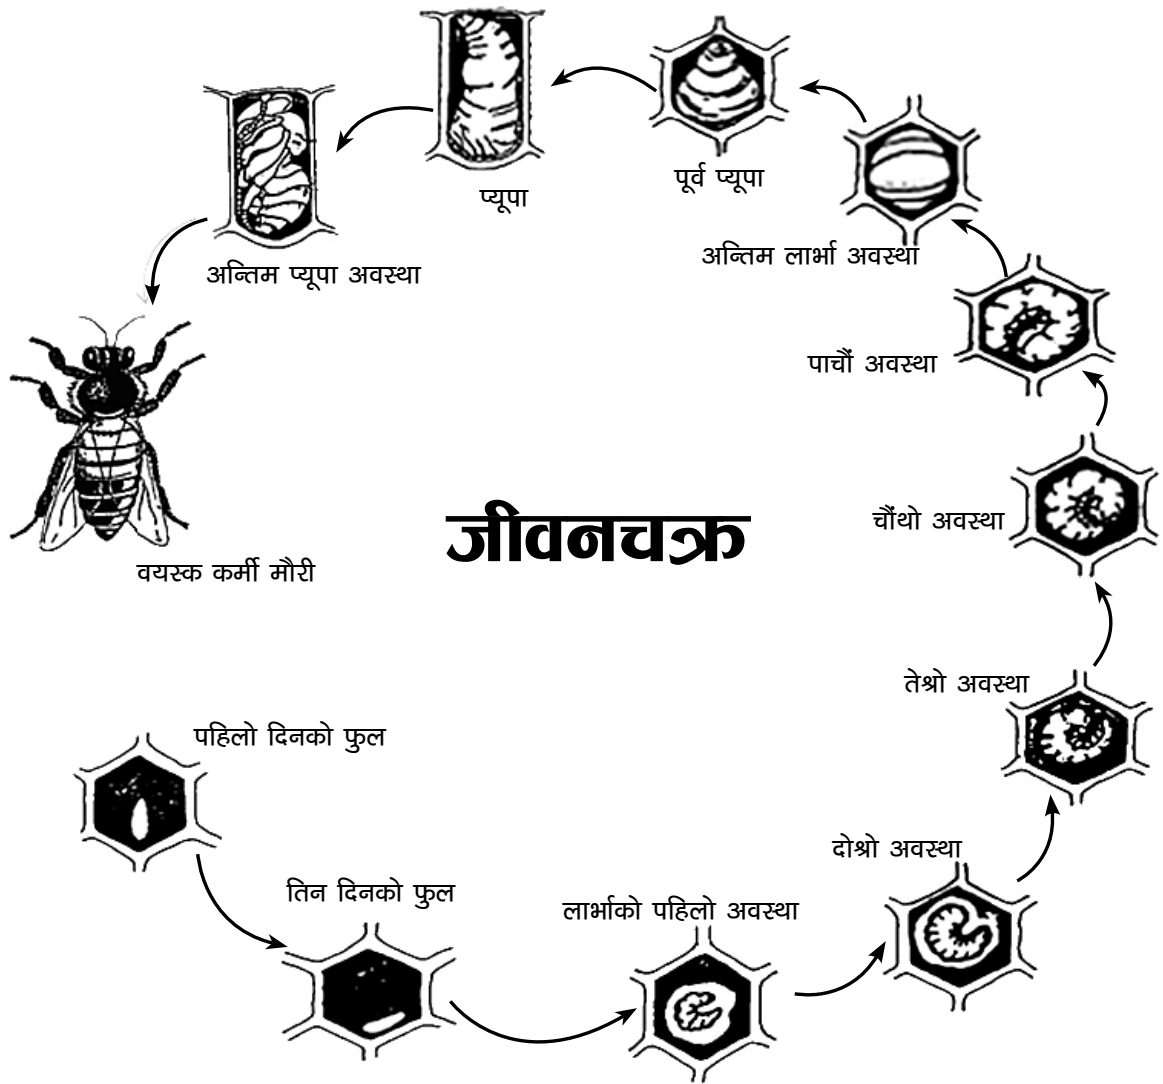 प्यूपा
पूर्व प्यूपा
अन्तिम लार्भा अवस्था
अन्तिम प्यूपा अवस्था
पाचौं अवस्था
चौंथो अवस्था
जीवनचक्र
वयस्क कर्मी मौरी
तेश्रो अवस्था
पहिलो दिनको फुल
दोश्रो अवस्था
तिन दिनको फुल
लार्भाको पहिलो अवस्था